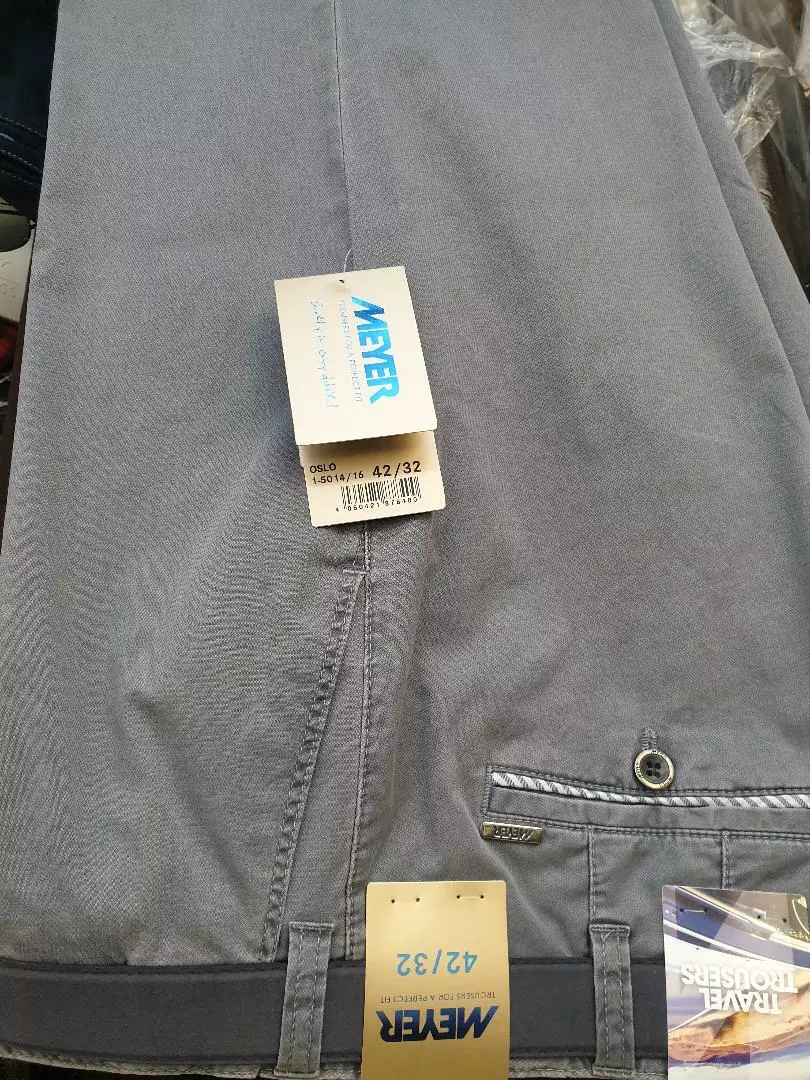 MEYER
TROUSERS FOR A PERFECT FIT
OSLO
1-5014/16 42/32
42/32
TROUSERS FOR A PERFECT FIT
MEYER
MEYER
TRAVEL
TROUSERS